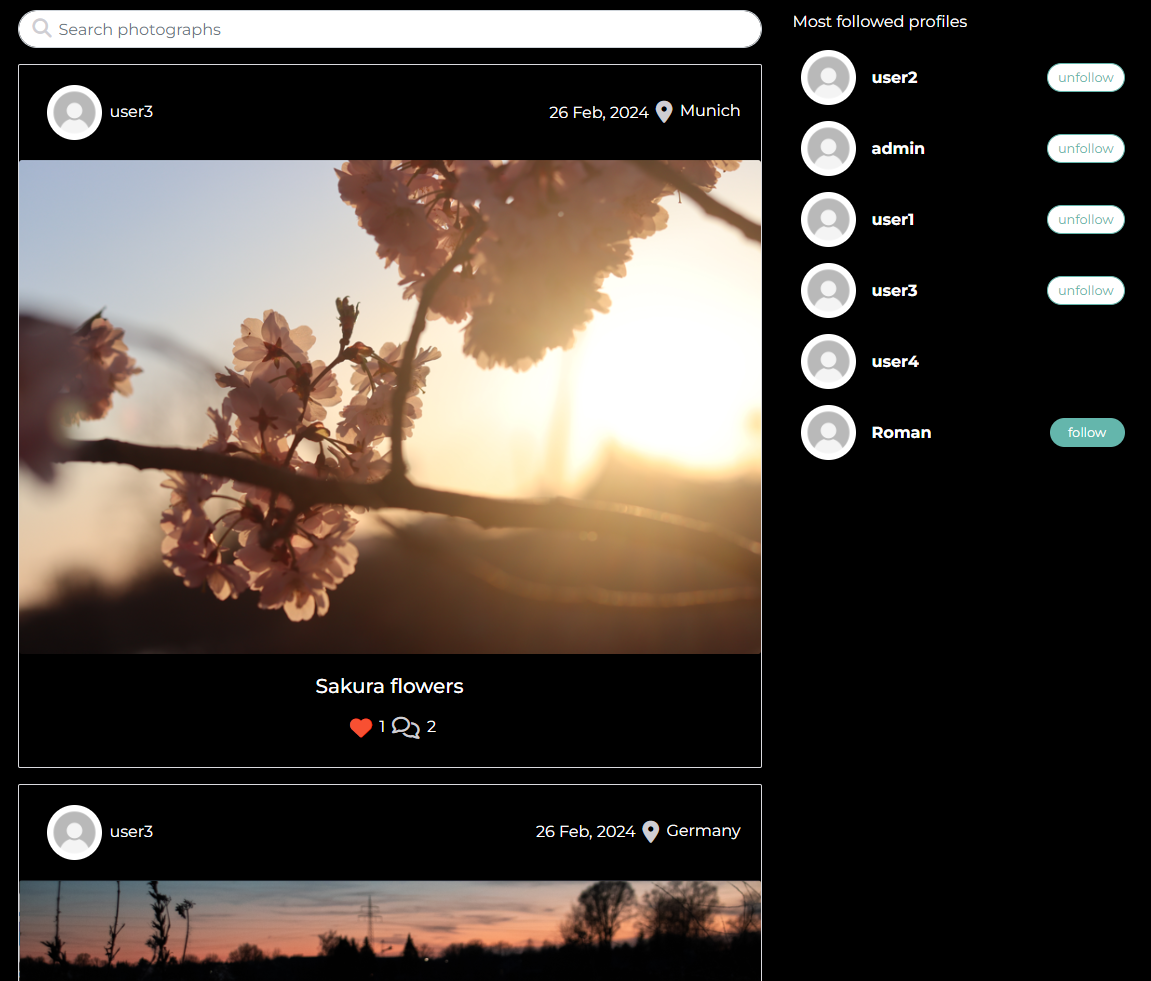 Search photographs
user3
26 Feb, 2024 Munich
Sakura flowers
1 2
user3
26 Feb, 2024 Germany
Most followed profiles
user2 unfollow
admin unfollow
user1 unfollow
user3 unfollow
user4
Roman follow